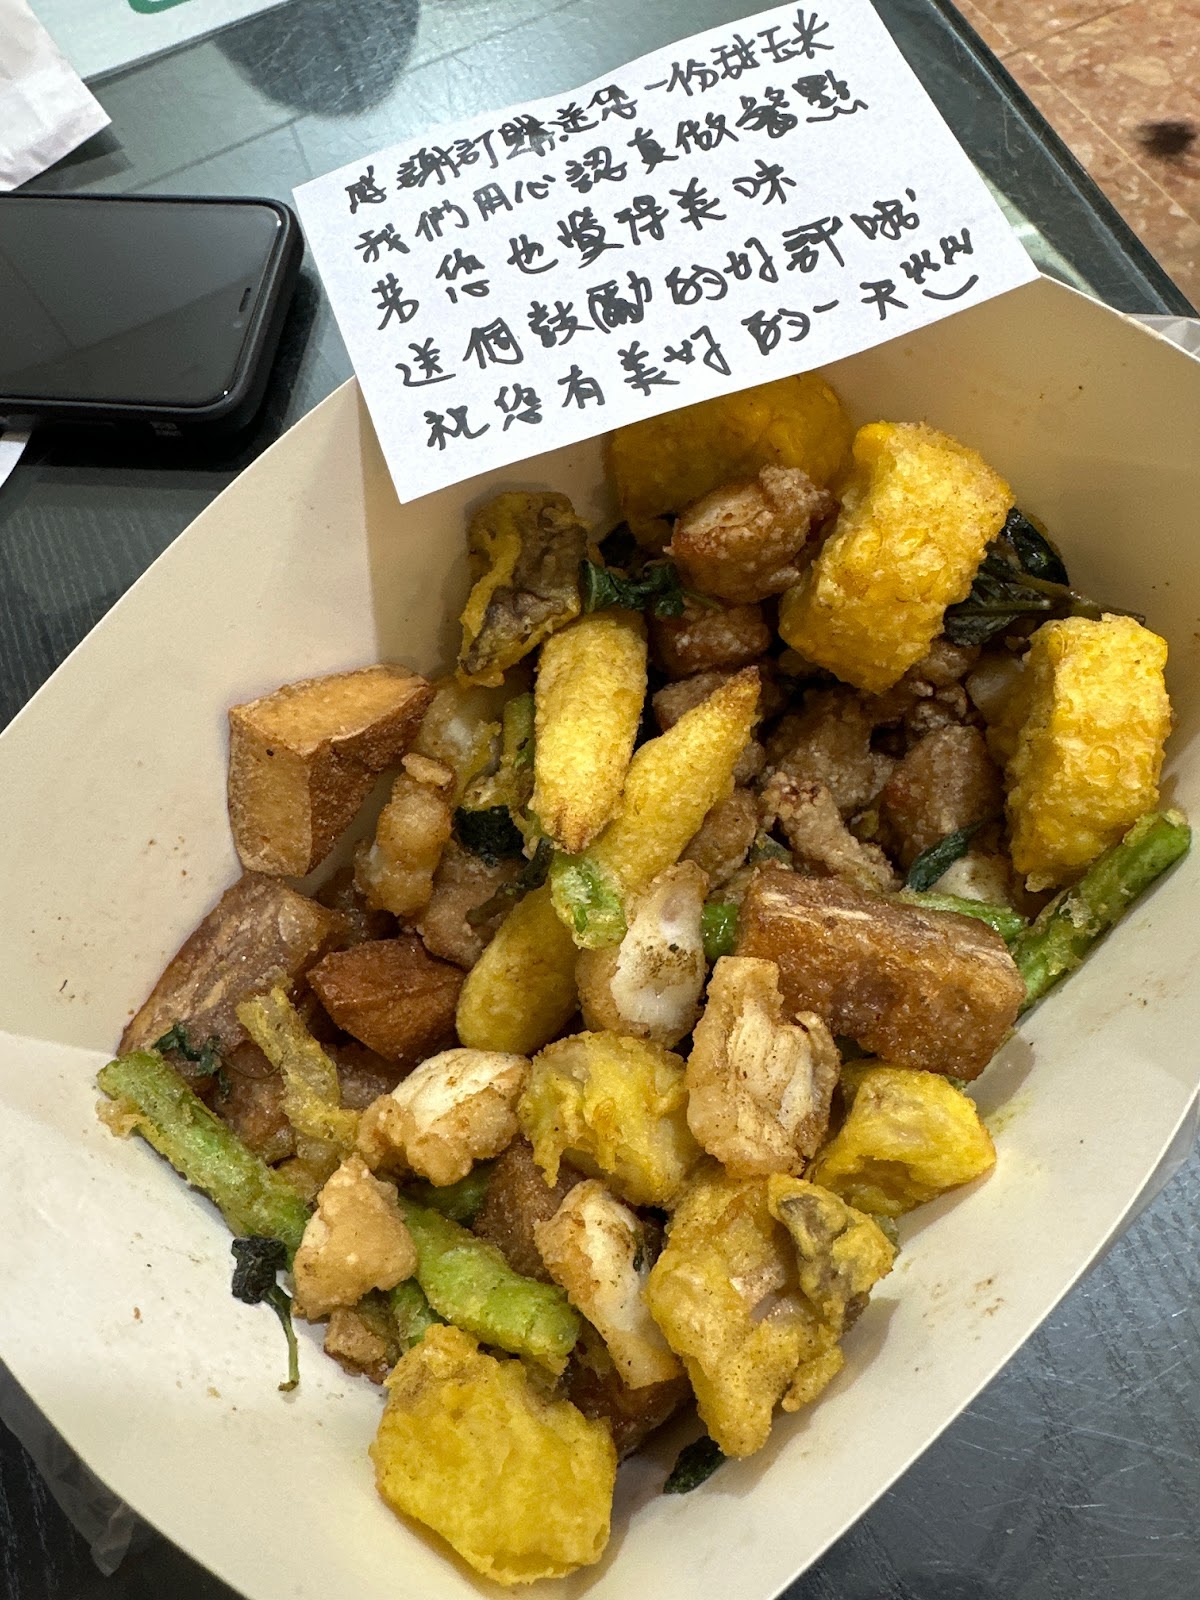 感謝訂購送您一份甜玉米
我們用心認真做餐點
若您也覺得美味
送個鼓勵的好評哦
祝您有美好的一天